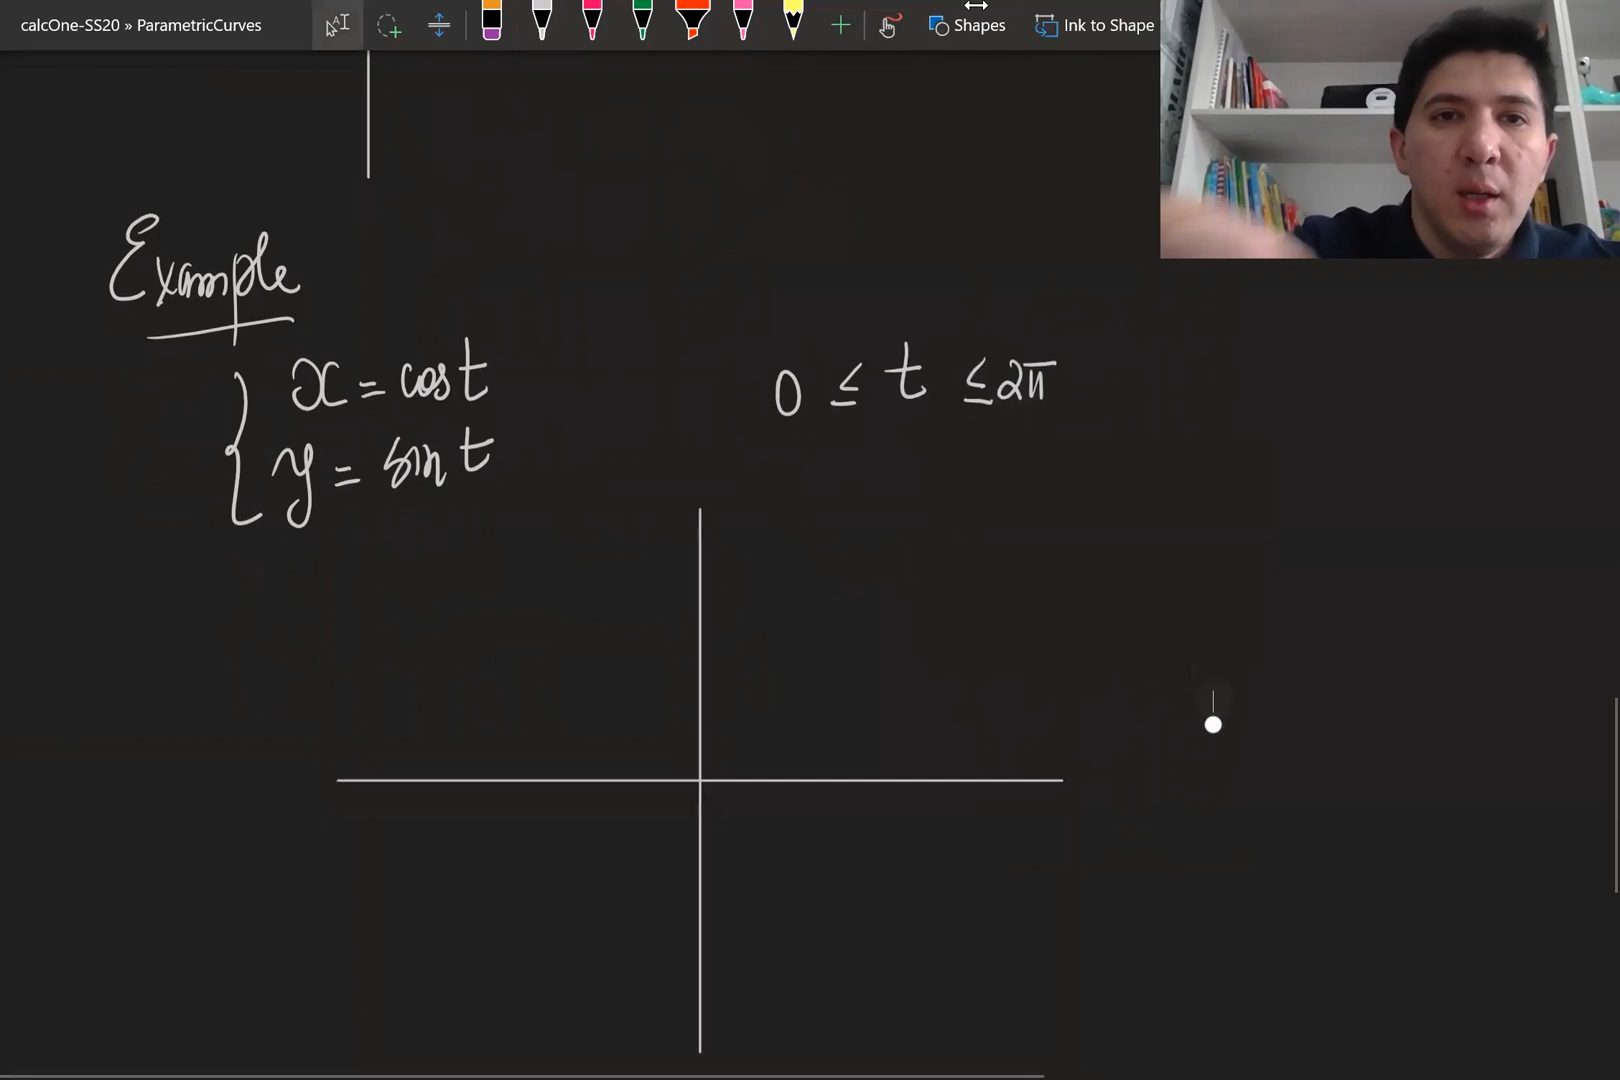 calcOne-SS20 » ParametricCurves
Shapes
Ink to Shape
Example
x = cos t
0 ≤ t ≤ 2π
y = sin t